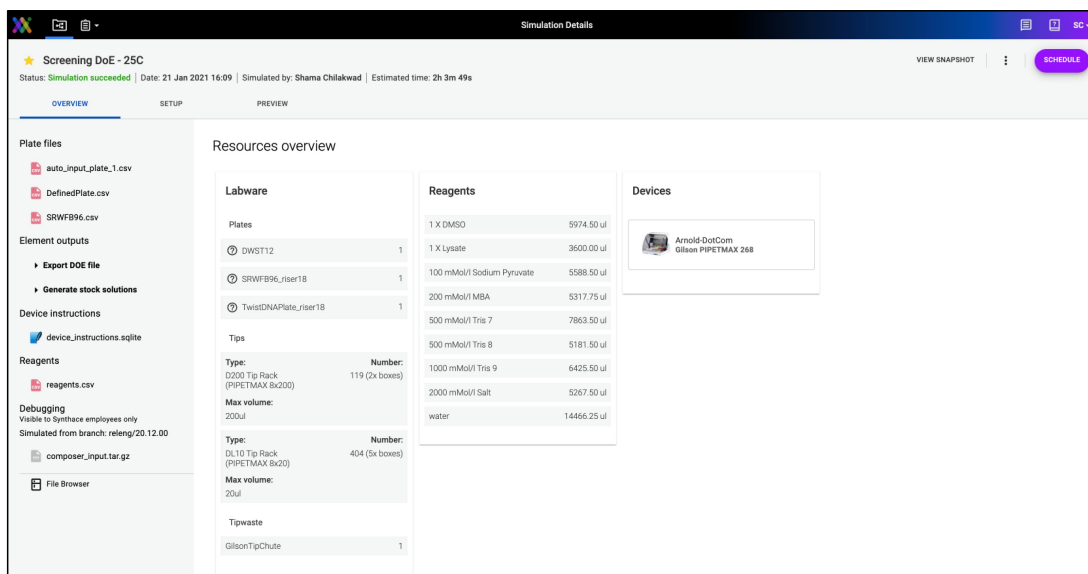 Simulation Details
SC
Screening DoE - 25C
VIEW SNAPSHOT
SCHEDULE
Status: Simulation succeeded | Date: 21 Jan 2021 16:09 | Simulated by: Shama Chilakwad | Estimated time: 2h 3m 49s
OVERVIEW SETUP PREVIEW
Plate files
auto_input_plate_1.csv
DefinedPlate.csv
SRWFB96.csv
Element outputs
Export DOE file
Generate stock solutions
Device instructions
device_instructions.sqlite
Reagents
reagents.csv
Debugging
Visible to Synthace employees only
Simulated from branch: releng/20.12.00
composer_input.tar.gz
File Browser
Resources overview
Labware
Plates
DWST12 1
SRWFB96_riser18 1
TwistDNAPlate_riser18 1
Tips
Type: Number:
D200 Tip Rack 119 (2x boxes)
(PIPETMAX 8x200)
Max volume:
200ul
Type: Number:
DL10 Tip Rack 404 (5x boxes)
(PIPETMAX 8x20)
Max volume:
20ul
Tipwaste
GilsonTipChute 1
Reagents
1 X DMSO 5974.50 ul
1 X Lysate 3600.00 ul
100 mMol/l Sodium Pyruvate 5588.50 ul
200 mMol/l MBA 5317.75 ul
500 mMol/l Tris 7 7863.50 ul
500 mMol/l Tris 8 5181.50 ul
1000 mMol/l Tris 9 6425.50 ul
2000 mMol/l Salt 5267.50 ul
water 14466.25 ul
Devices
Arnold-DotCom
Gilson PIPETMAX 268